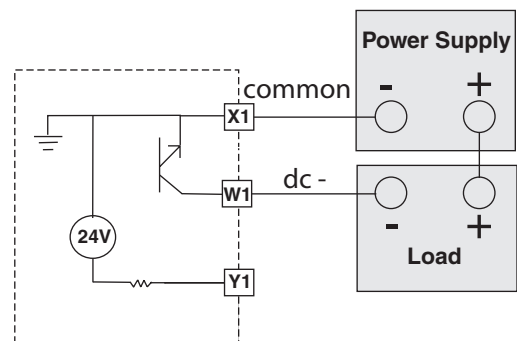 Power Supply
- +
common
X1
dc -
W1
- +
24V
Load
Y1